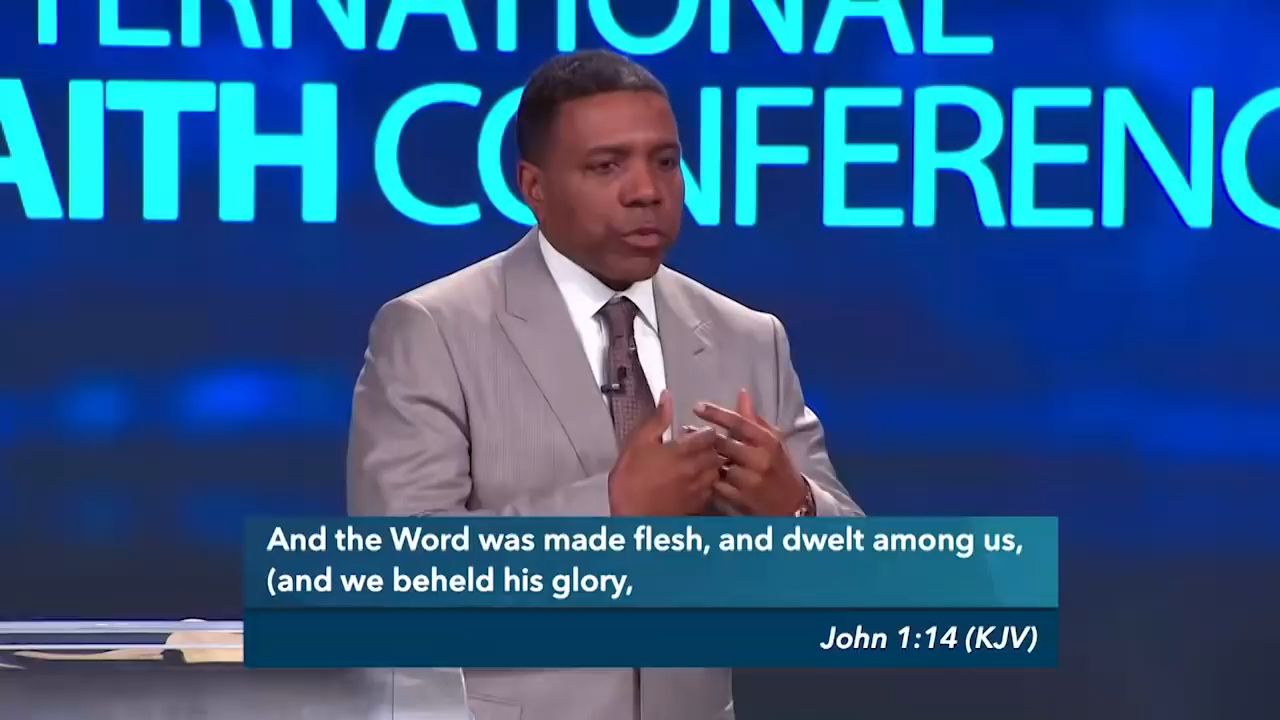 TERNATIONAL
AITH CONFERENC
And the Word was made flesh, and dwelt among us,
(and we beheld his glory,
John 1:14 (KJV)